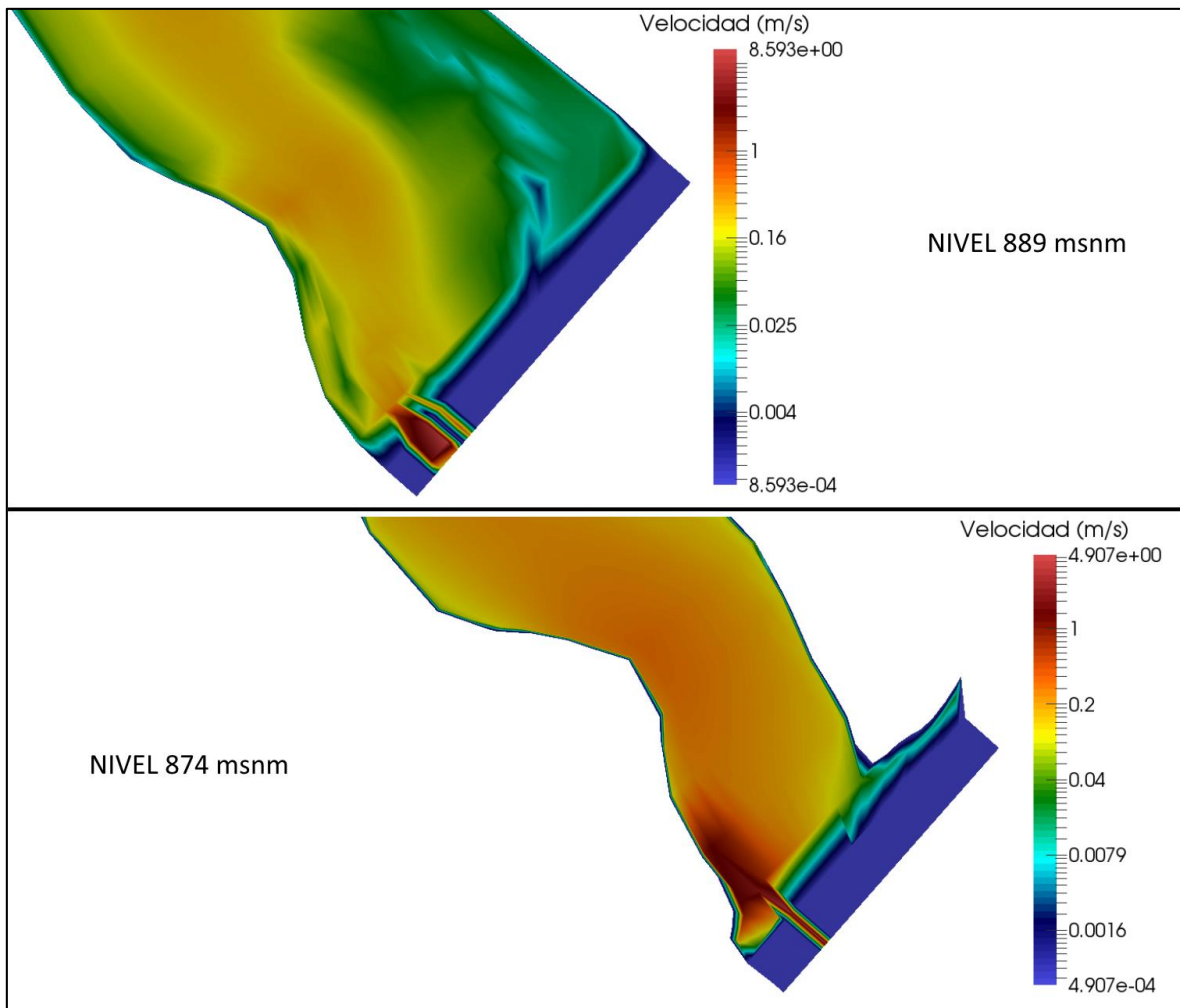 Velocidad (m/s)
8.593e+00
1
0.16
0.025
0.004
8.593e-04
NIVEL 889 msnm
Velocidad (m/s)
4.907e+00
1
0.2
0.04
0.0079
0.0016
4.907e-04
NIVEL 874 msnm